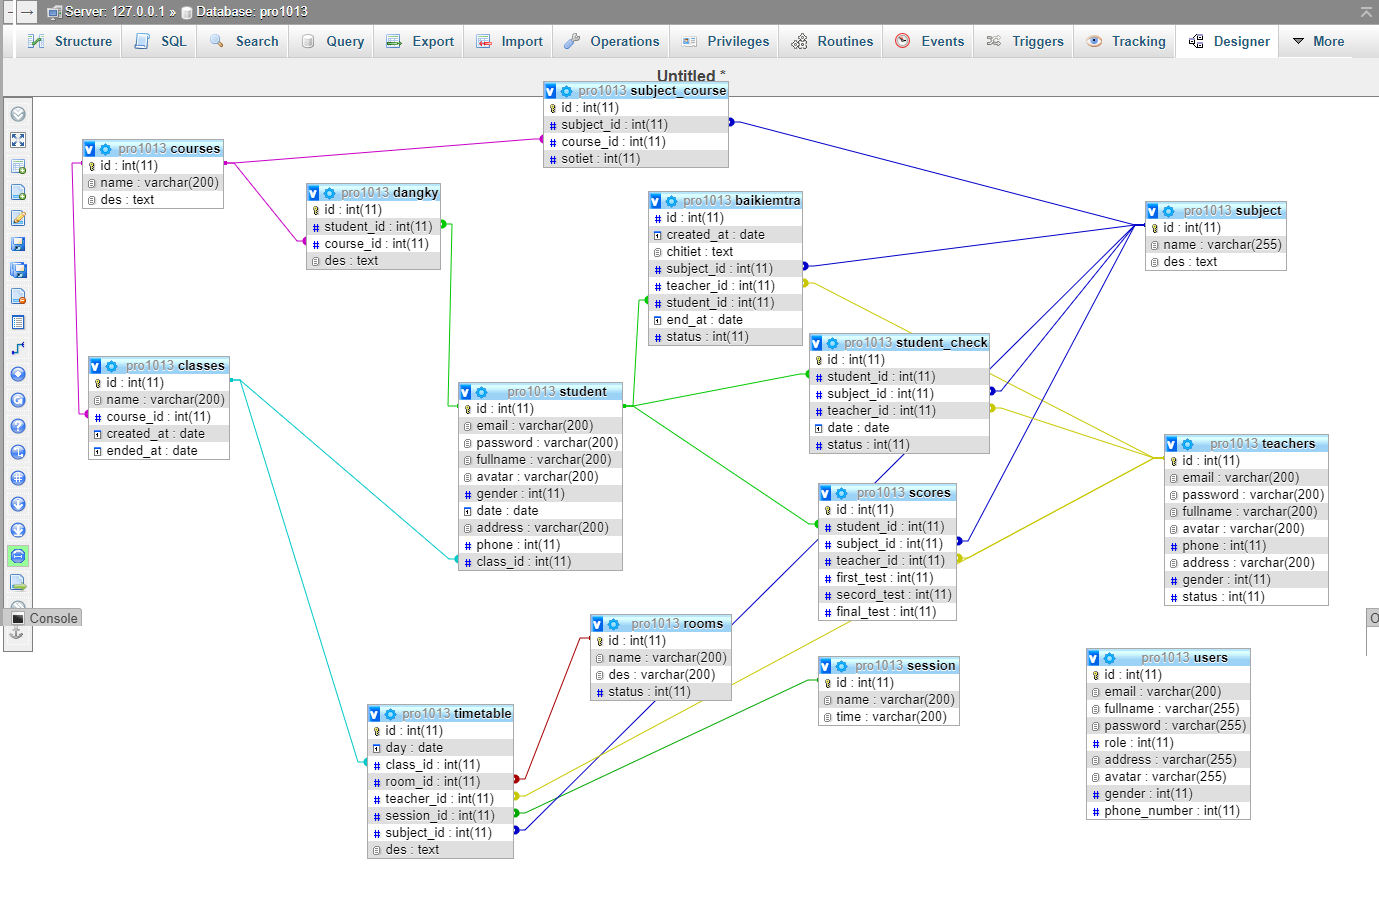 Server: 127.0.0.1 » Database: pro1013
Structure SQL Search Query Export Import Operations Privileges Routines Events Triggers Tracking Designer More
Untitled *
pro1013 subject_course
id : int(11)
subject_id : int(11)
course_id : int(11)
sotiet : int(11)
pro1013 courses
id : int(11)
name : varchar(200)
des : text
pro1013 dangky
id : int(11)
student_id : int(11)
course_id : int(11)
des : text
pro1013 baikiemtra
id : int(11)
created_at : date
chitiet : text
subject_id : int(11)
teacher_id : int(11)
student_id : int(11)
end_at : date
status : int(11)
pro1013 subject
id : int(11)
name : varchar(255)
des : text
pro1013 student_check
id : int(11)
student_id : int(11)
subject_id : int(11)
teacher_id : int(11)
date : date
status : int(11)
pro1013 classes
id : int(11)
name : varchar(200)
course_id : int(11)
created_at : date
ended_at : date
pro1013 student
id : int(11)
email : varchar(200)
password : varchar(200)
fullname : varchar(200)
avatar : varchar(200)
gender : int(11)
date : date
address : varchar(200)
phone : int(11)
class_id : int(11)
pro1013 teachers
id : int(11)
email : varchar(200)
password : varchar(200)
fullname : varchar(200)
avatar : varchar(200)
phone : int(11)
address : varchar(200)
gender : int(11)
status : int(11)
pro1013 scores
id : int(11)
student_id : int(11)
subject_id : int(11)
teacher_id : int(11)
first_test : int(11)
secord_test : int(11)
final_test : int(11)
Console
pro1013 rooms
id : int(11)
name : varchar(200)
des : varchar(200)
status : int(11)
pro1013 session
id : int(11)
name : varchar(200)
time : varchar(200)
pro1013 users
id : int(11)
email : varchar(200)
fullname : varchar(255)
password : varchar(255)
role : int(11)
address : varchar(255)
avatar : varchar(255)
gender : int(11)
phone_number : int(11)
pro1013 timetable
id : int(11)
day : date
class_id : int(11)
room_id : int(11)
teacher_id : int(11)
session_id : int(11)
subject_id : int(11)
des : text